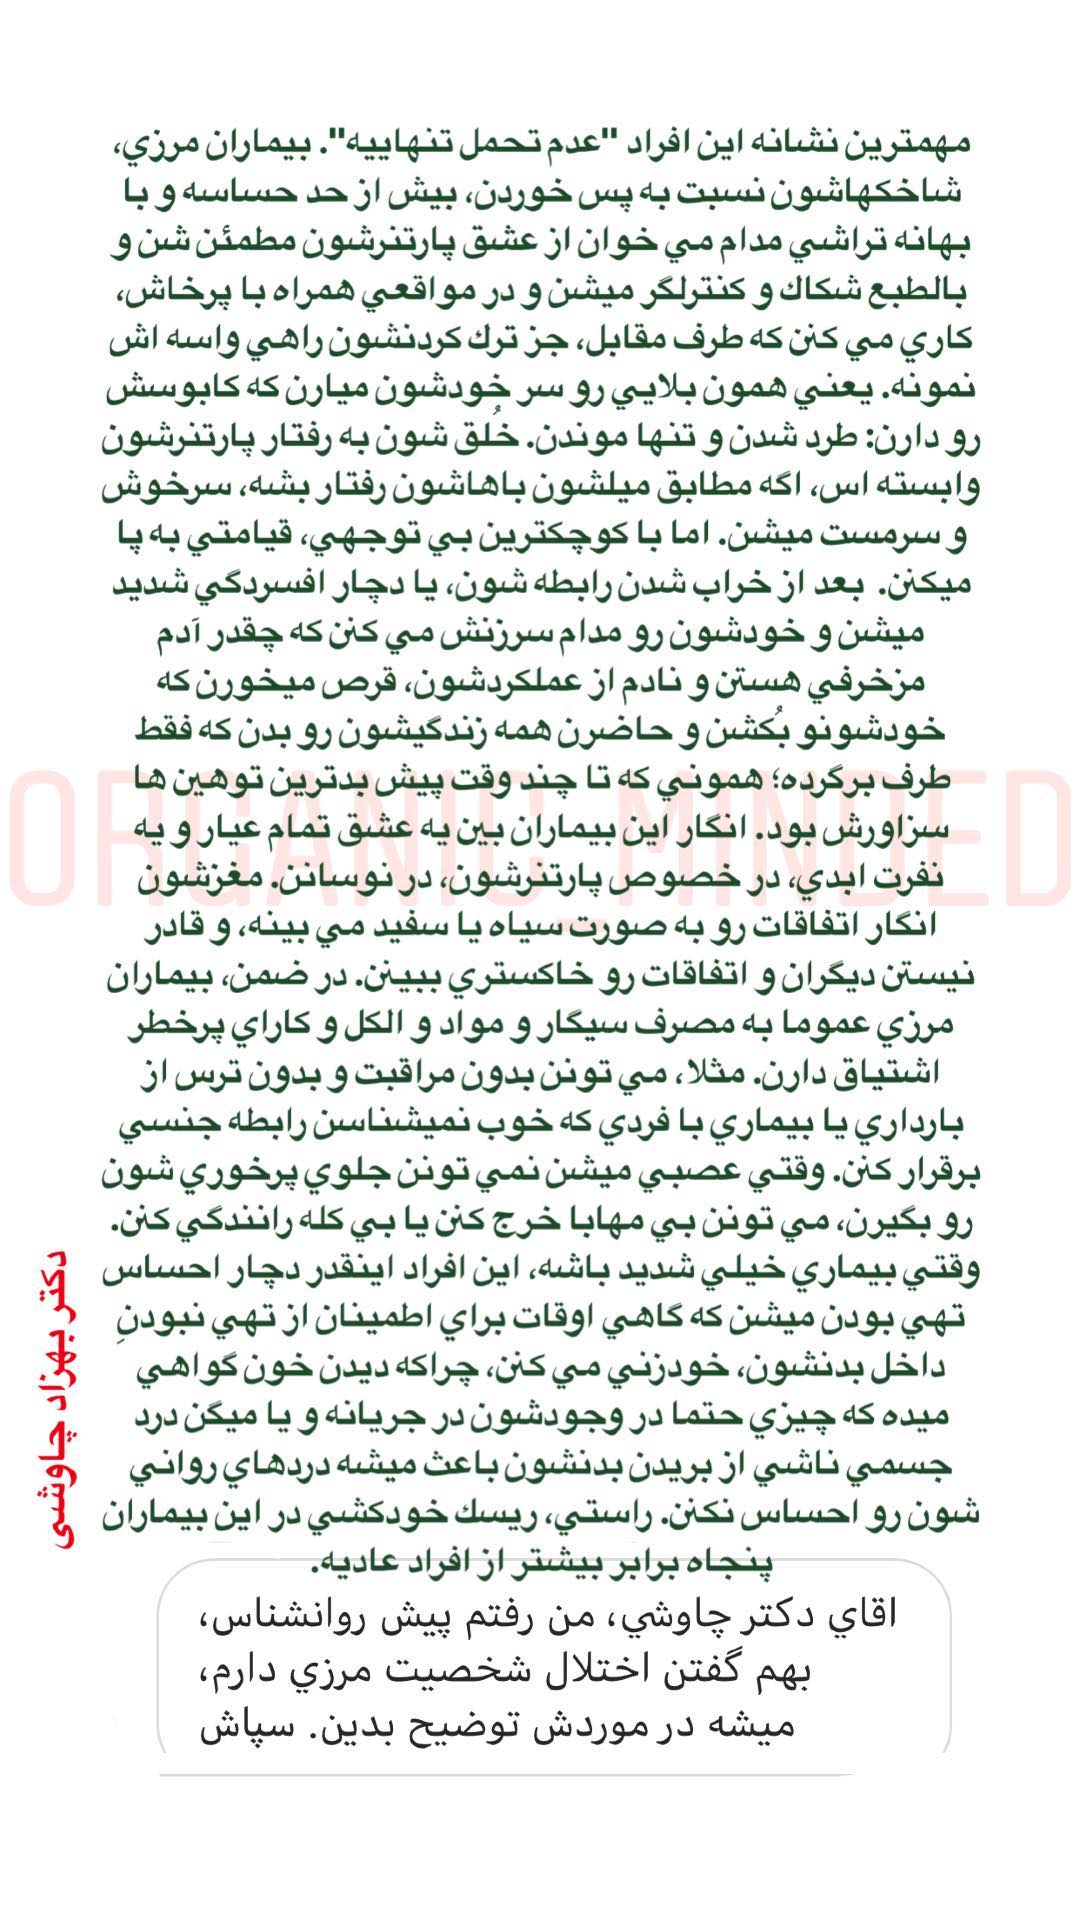 مهمترين نشانه اين افراد "عدم تحمل تنهاييه". بيماران مرزي،
شاخكهاشون نسبت به پس خوردن، بيش از حد حساسه و با
بهانه تراشي مدام مي خوان از عشق پارتنرشون مطمئن شن و
بالطبع شكاك و كنترلگر ميشن و در مواقعي همراه با پرخاش،
كاري مي كنن كه طرف مقابل، جز ترك كردنشون راهي واسه اش
نمونه. يعني همون بلايي رو سر خودشون ميارن كه كابوسش
رو دارن: طرد شدن و تنها موندن. خُلق شون به رفتار پارتنرشون
وابسته اس، اگه مطابق ميلشون باهاشون رفتار بشه، سرخوش
و سرمست ميشن. اما با كوچكترين بي توجهي، قيامتي به پا
ميكنن. بعد از خراب شدن رابطه شون، يا دچار افسردگي شديد
ميشن و خودشون رو مدام سرزنش مي كنن كه چقدر آدم
مزخرفي هستن و نادم از عملكردشون، قرص ميخورن كه
خودشونو بُكشن و حاضرن همه زندگيشون رو بدن كه فقط
طرف برگرده؛ هموني كه تا چند وقت پيش بدترين توهين ها
سزاورش بود. انگار اين بيماران بين يه عشق تمام عيار و يه
نفرت ابدي، در خصوص پارتنرشون، در نوسانن. مغزشون
انگار اتفاقات رو به صورت سياه يا سفيد مي بينه، و قادر
نيستن ديگران و اتفاقات رو خاكستري ببينن. در ضمن، بيماران
مرزي عموما به مصرف سيگار و مواد و الكل و كاراي پرخطر
اشتياق دارن. مثلا، مي تونن بدون مراقبت و بدون ترس از
بارداري يا بيماري با فردي كه خوب نميشناسن رابطه جنسي
برقرار كنن. وقتي عصبي ميشن نمي تونن جلوي پرخوري شون
رو بگيرن، مي تونن بي مهابا خرج كنن يا بي كله رانندگي كنن.
وقتي بيماري خيلي شديد باشه، اين افراد اينقدر دچار احساس
تهي بودن ميشن كه گاهي اوقات براي اطمينان از تهي نبودنِ
داخل بدنشون، خودزني مي كنن، چراكه ديدن خون گواهي
ميده كه چيزي حتما در وجودشون در جريانه و يا ميگن درد
جسمي ناشي از بريدن بدنشون باعث ميشه دردهاي رواني
شون رو احساس نكنن. راستي، ريسك خودكشي در اين بيماران
پنجاه برابر بيشتر از افراد عاديه.
اقاي دكتر چاوشي، من رفتم پيش روانشناس،
بهم گفتن اختلال شخصيت مرزي دارم،
ميشه در موردش توضيح بدين. سپاش
دکتر بهزاد چاوشی
ORGANIC_MINDED